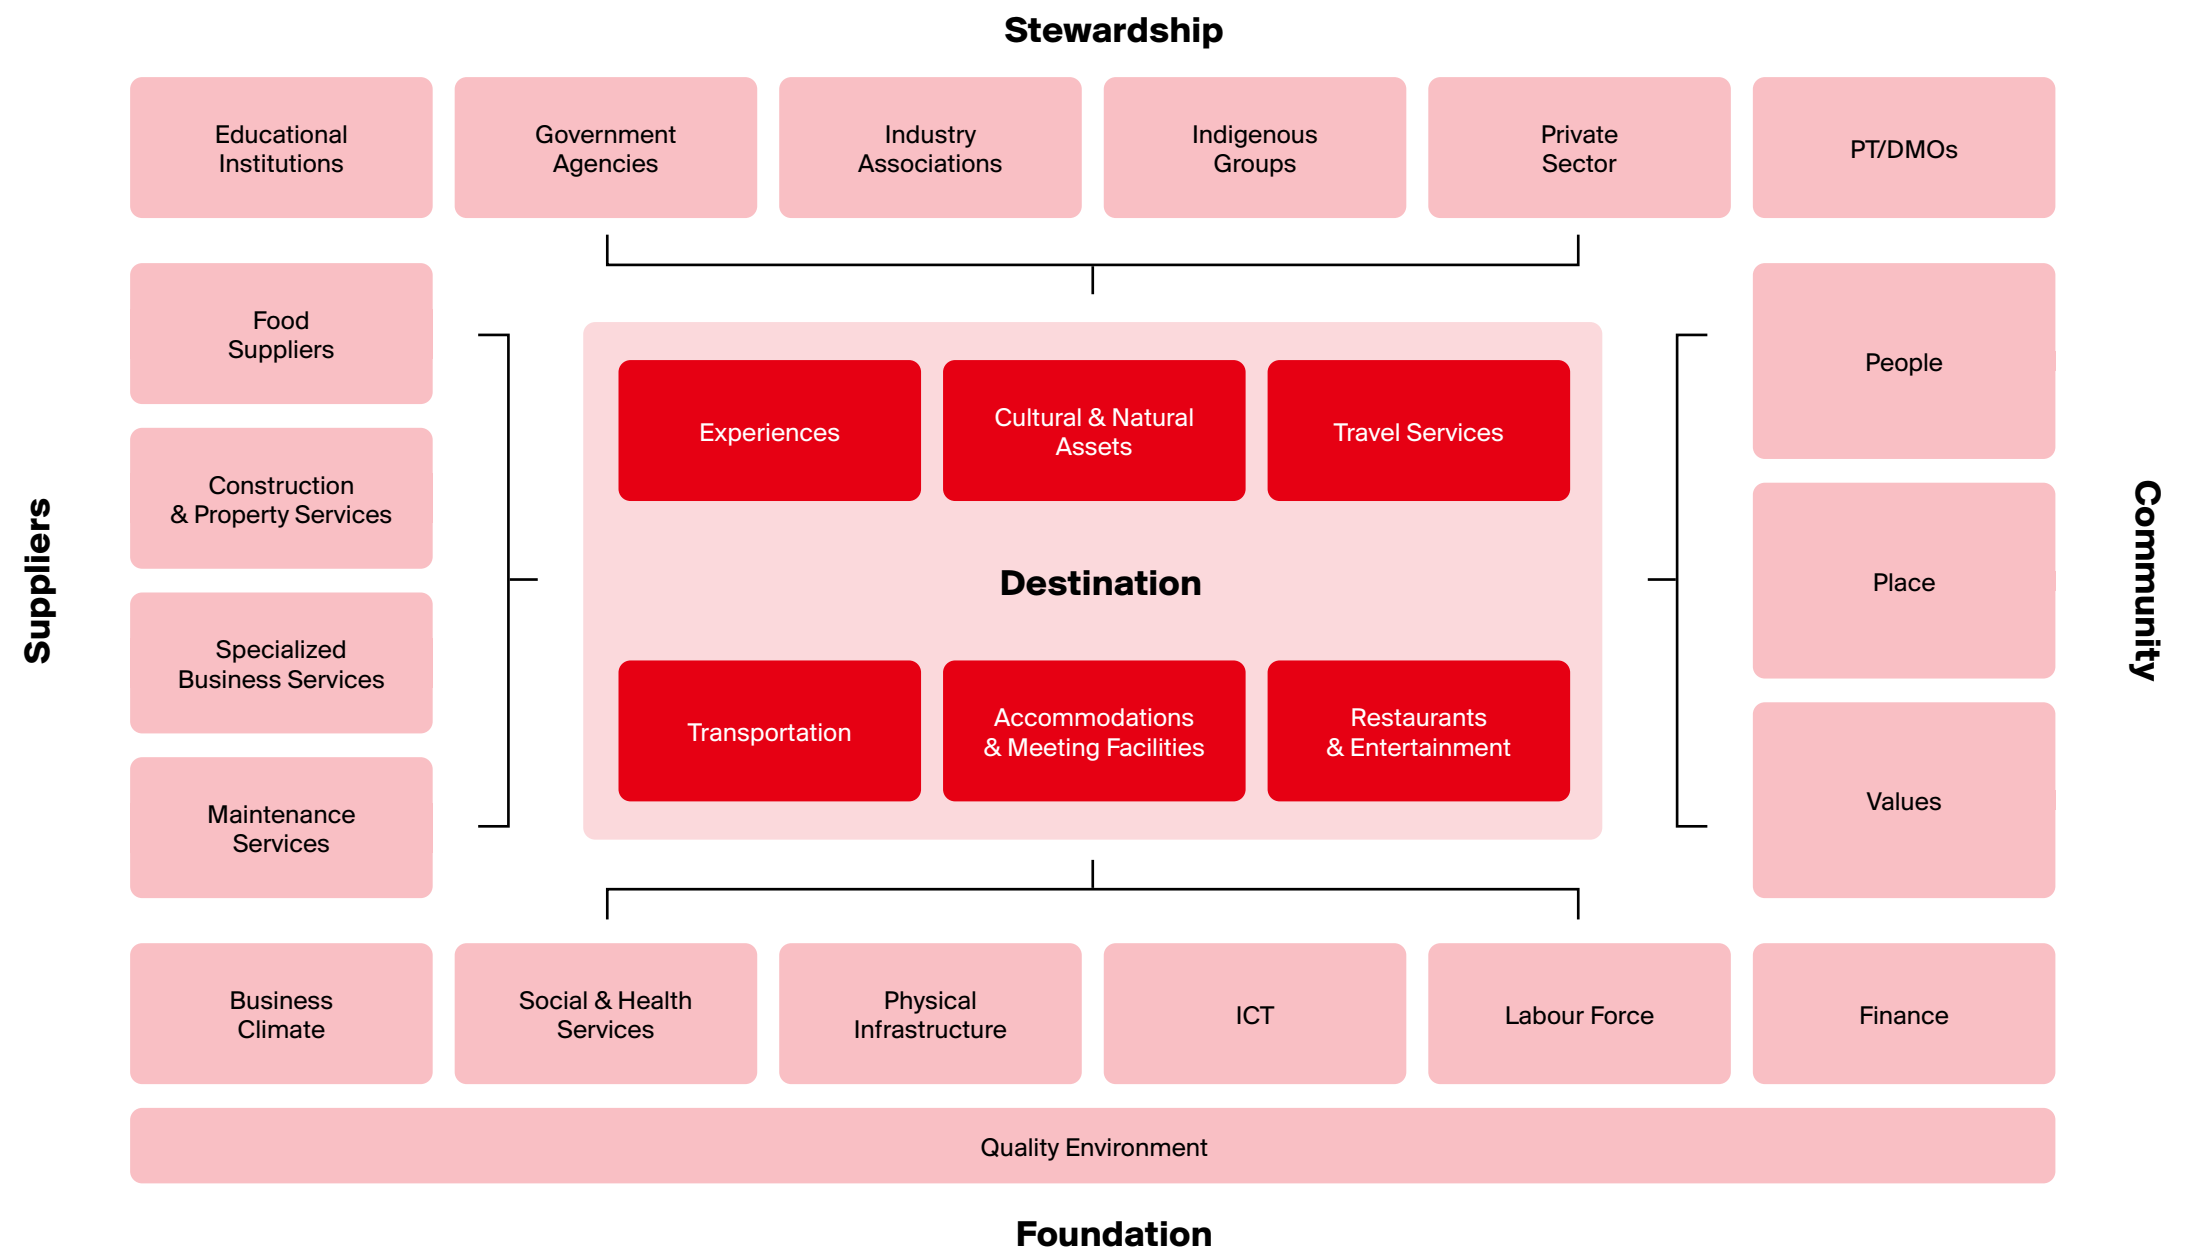 Stewardship
Educational
Institutions
Government
Agencies
Industry
Associations
Indigenous
Groups
Private
Sector
PT/DMOs
Suppliers
Food
Suppliers
Construction
& Property Services
Specialized
Business Services
Maintenance
Services
Experiences
Cultural & Natural
Assets
Travel Services
Destination
Transportation
Accommodations
& Meeting Facilities
Restaurants
& Entertainment
People
Place
Values
Community
Business
Climate
Social & Health
Services
Physical
Infrastructure
ICT
Labour Force
Finance
Quality Environment
Foundation